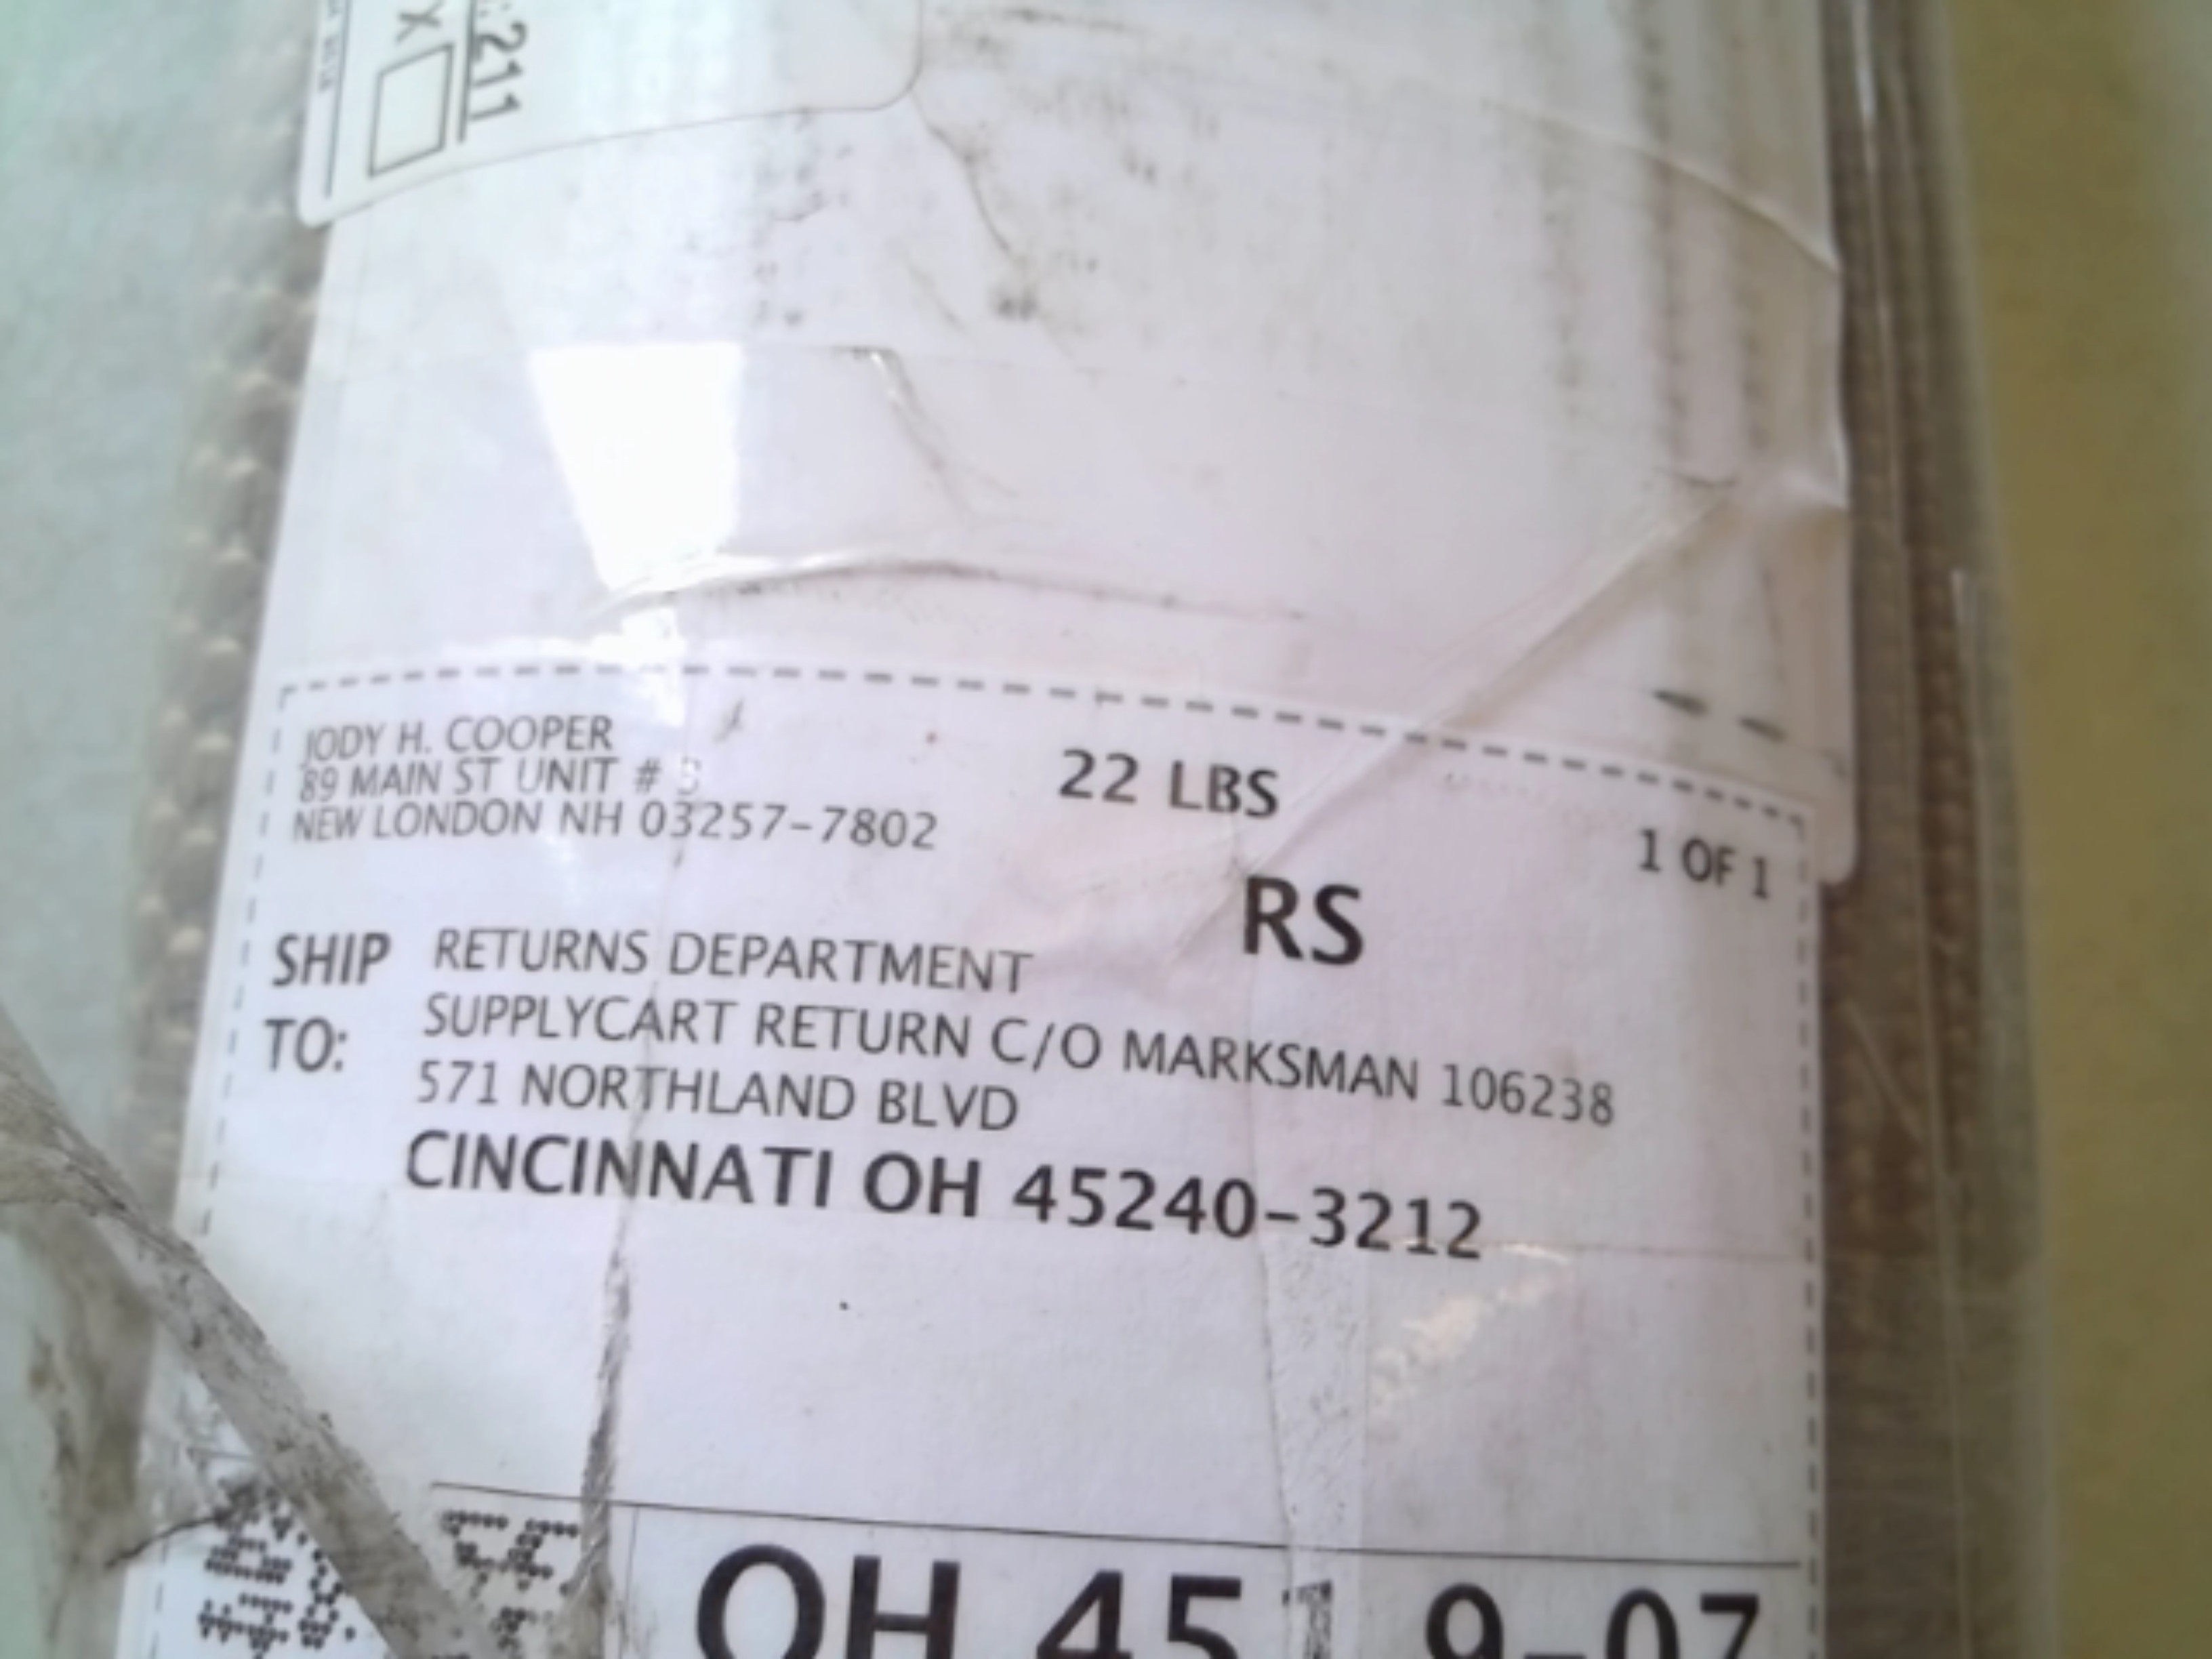 :211
X
JODY H. COOPER
89 MAIN ST UNIT #
NEW LONDON NH 03257-7802
22 LBS
1 OF 1
RS
SHIP TO:
RETURNS DEPARTMENT
SUPPLYCART RETURN C/O MARKSMAN 106238
571 NORTHLAND BLVD
CINCINNATI OH 45240-3212
OH 45 9-07